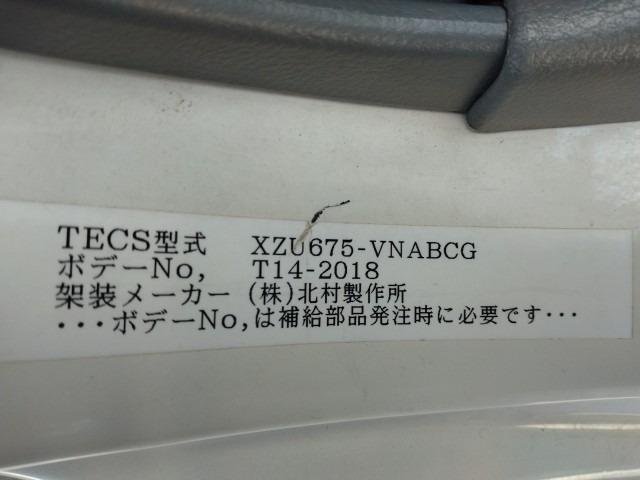 TECS型式 XZU675-VNABCG
ボデーNo, T14-2018
架装メーカー (株)北村製作所
・・・ボデーNo,は補給部品発注時に必要です・・・